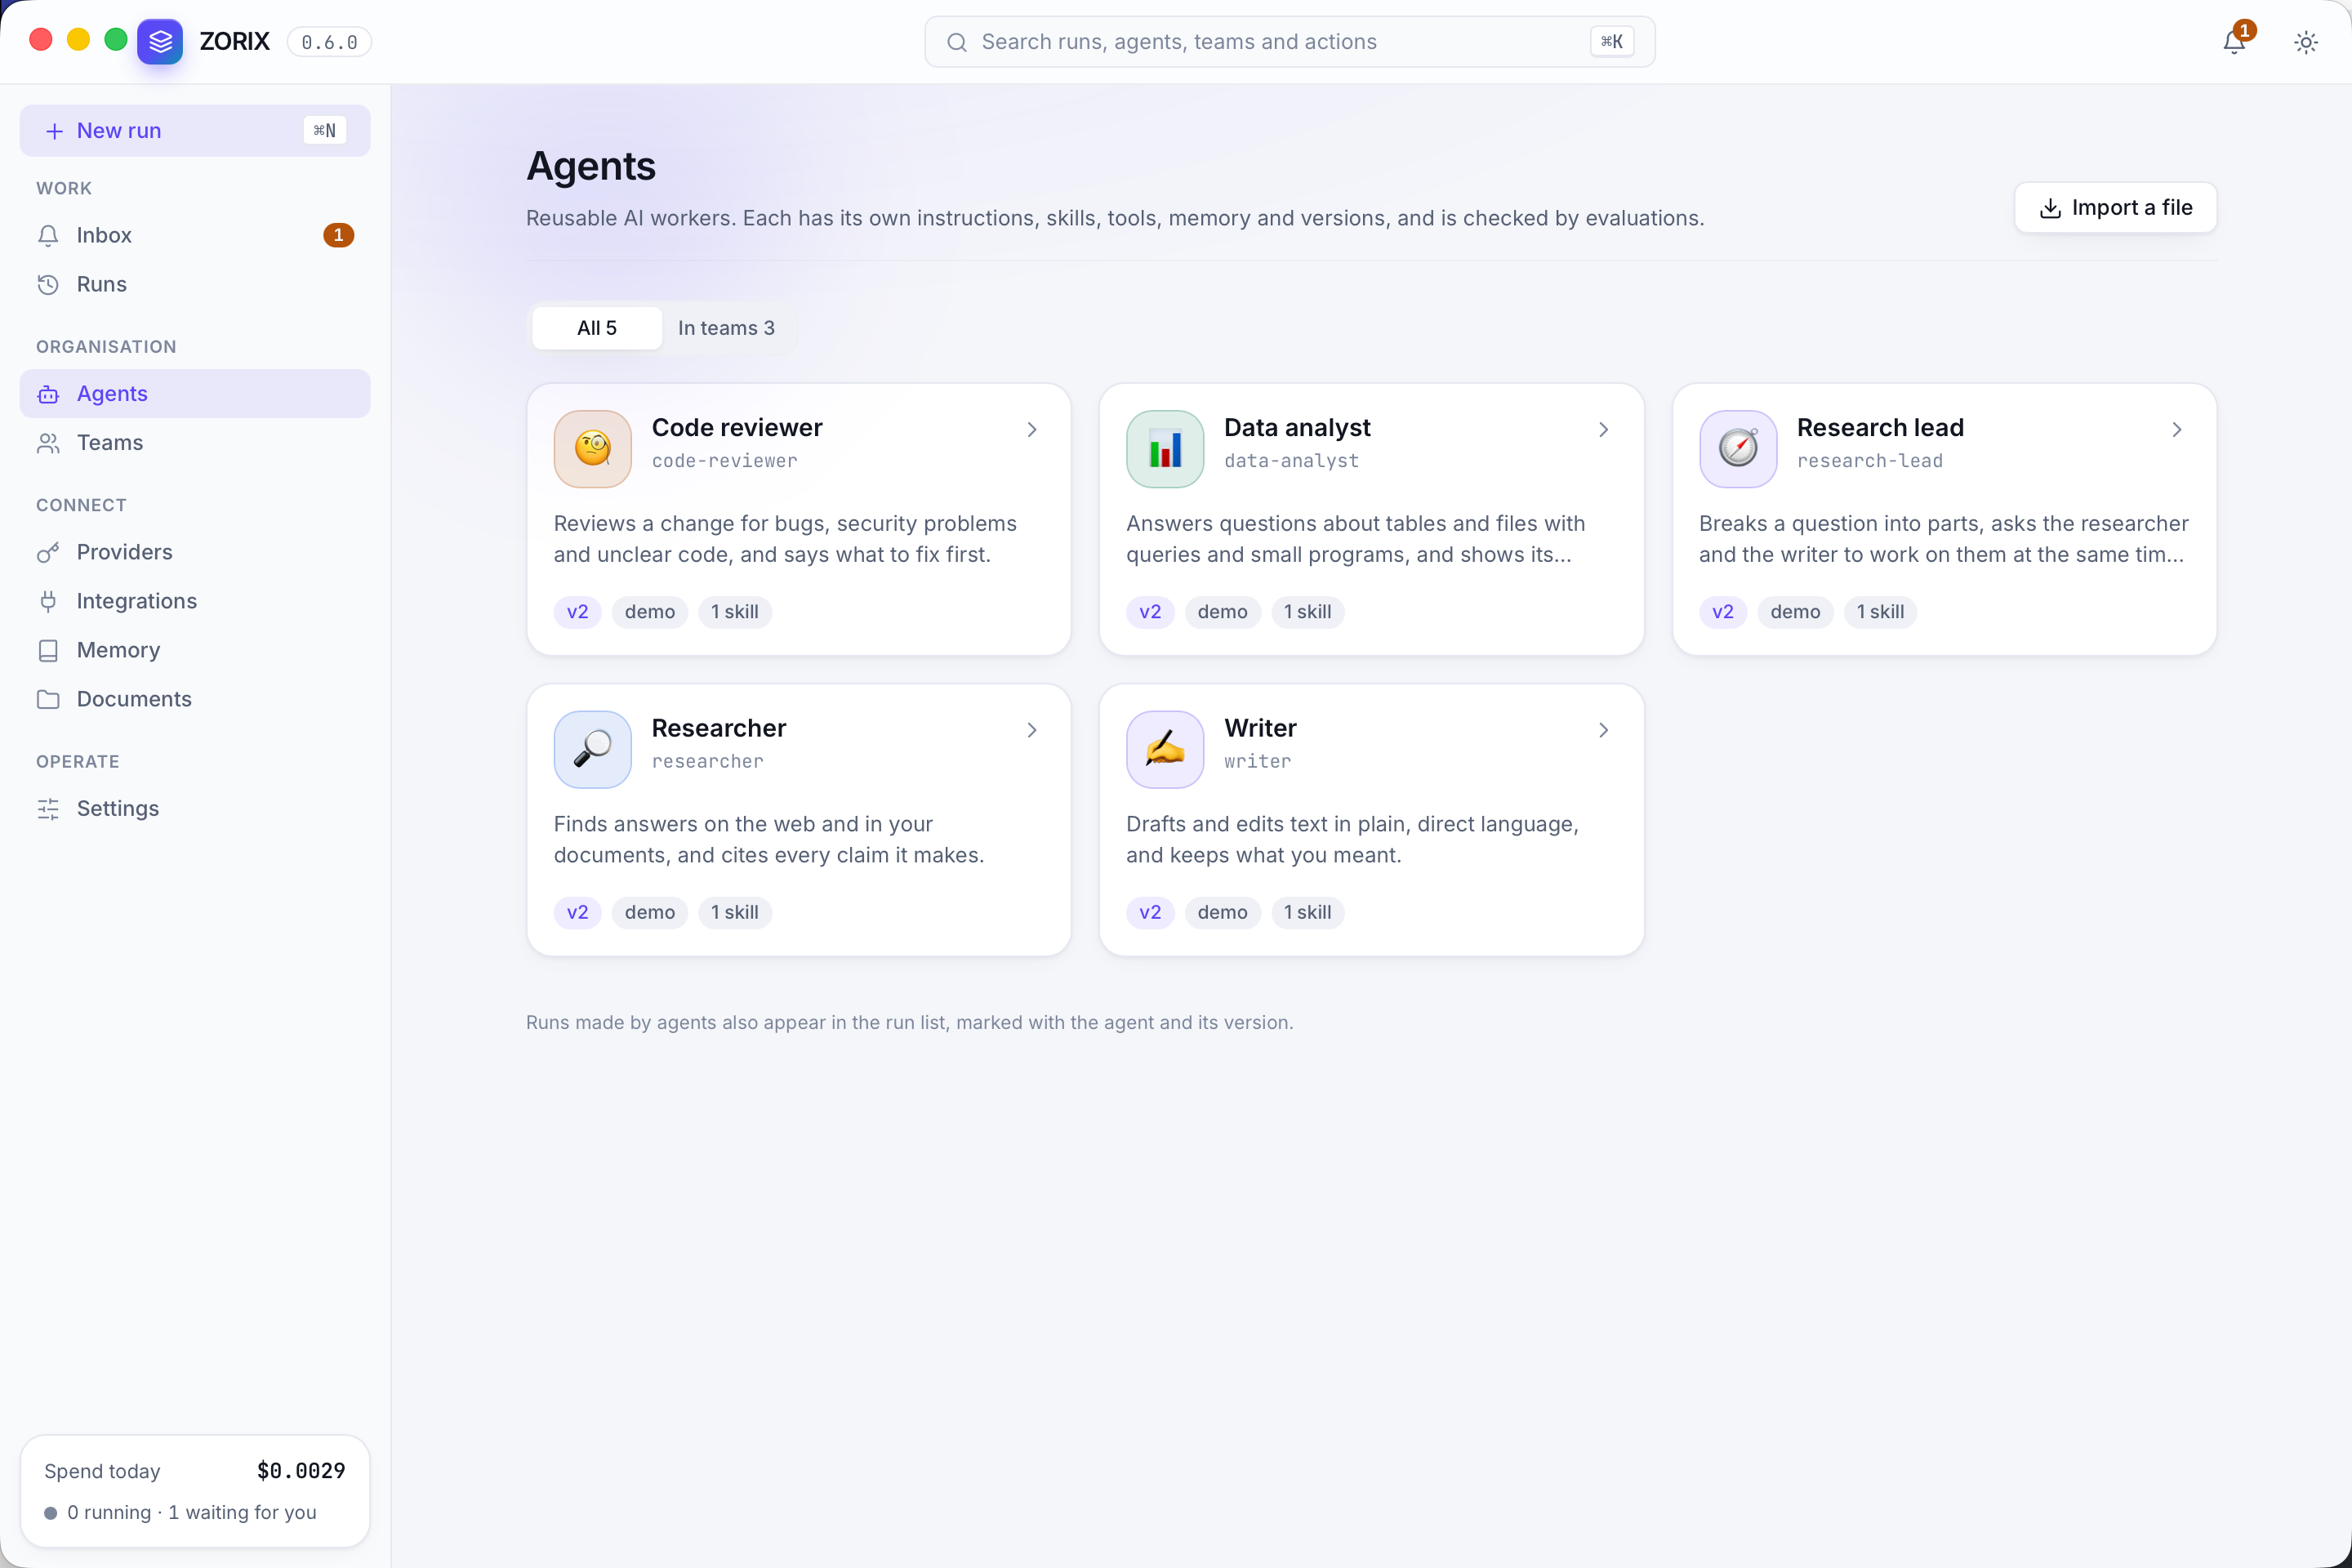 ZORIX 0.6.0
Search runs, agents, teams and actions ⌘K
1
New run ⌘N
WORK
Inbox 1
Runs
ORGANISATION
Agents
Teams
CONNECT
Providers
Integrations
Memory
Documents
OPERATE
Settings
Spend today $0.0029
0 running · 1 waiting for you
Agents
Reusable AI workers. Each has its own instructions, skills, tools, memory and versions, and is checked by evaluations.
Import a file
All 5 In teams 3
Code reviewer
code-reviewer
Reviews a change for bugs, security problems
and unclear code, and says what to fix first.
v2 demo 1 skill
Data analyst
data-analyst
Answers questions about tables and files with
queries and small programs, and shows its...
v2 demo 1 skill
Research lead
research-lead
Breaks a question into parts, asks the researcher
and the writer to work on them at the same tim...
v2 demo 1 skill
Researcher
researcher
Finds answers on the web and in your
documents, and cites every claim it makes.
v2 demo 1 skill
Writer
writer
Drafts and edits text in plain, direct language,
and keeps what you meant.
v2 demo 1 skill
Runs made by agents also appear in the run list, marked with the agent and its version.